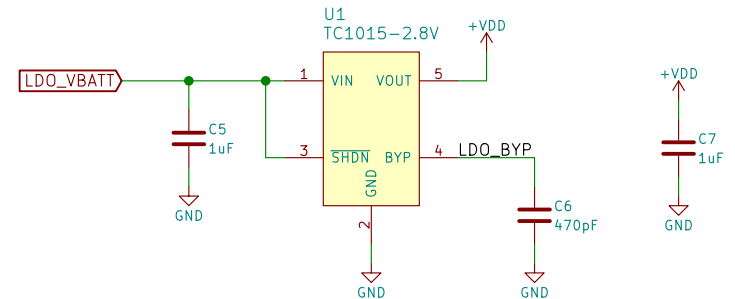 U1
TC1015-2.8V
+VDD
LDO_VBATT
1
VIN
VOUT
5
+VDD
C5
1uF
3
SHDN
BYP
4
LDO_BYP
C7
1uF
GND
2
C6
470pF
GND
GND
GND
GND